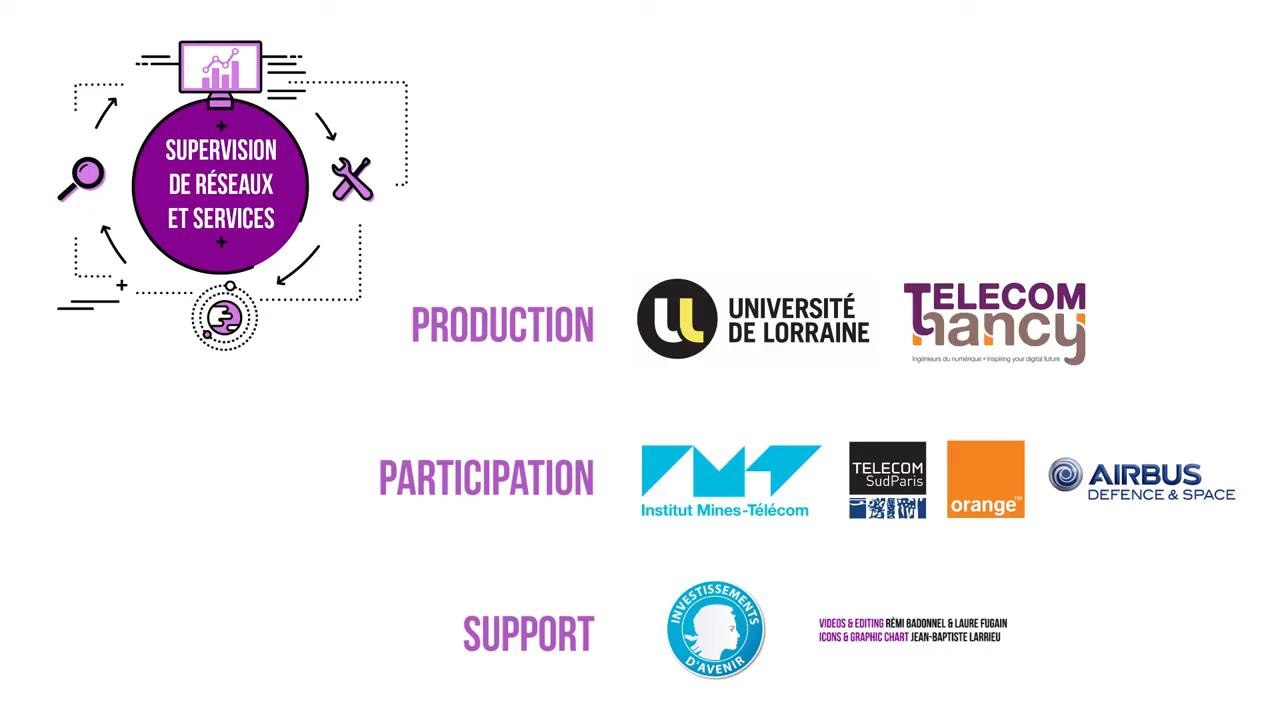 SUPERVISION
DE RÉSEAUX
ET SERVICES
PRODUCTION
UNIVERSITÉ
DE LORRAINE
TELECOM
nancy
Ingénieurs du numérique • Inspiring your digital future
PARTICIPATION
IMT
Institut Mines-Télécom
TELECOM
SudParis
orange™
AIRBUS
DEFENCE & SPACE
SUPPORT
INVESTISSEMENTS
D'AVENIR
VIDEOS & EDITING RÉMI BADONNEL & LAURE FUGAIN
ICONS & GRAPHIC CHART JEAN-BAPTISTE LARRIEU